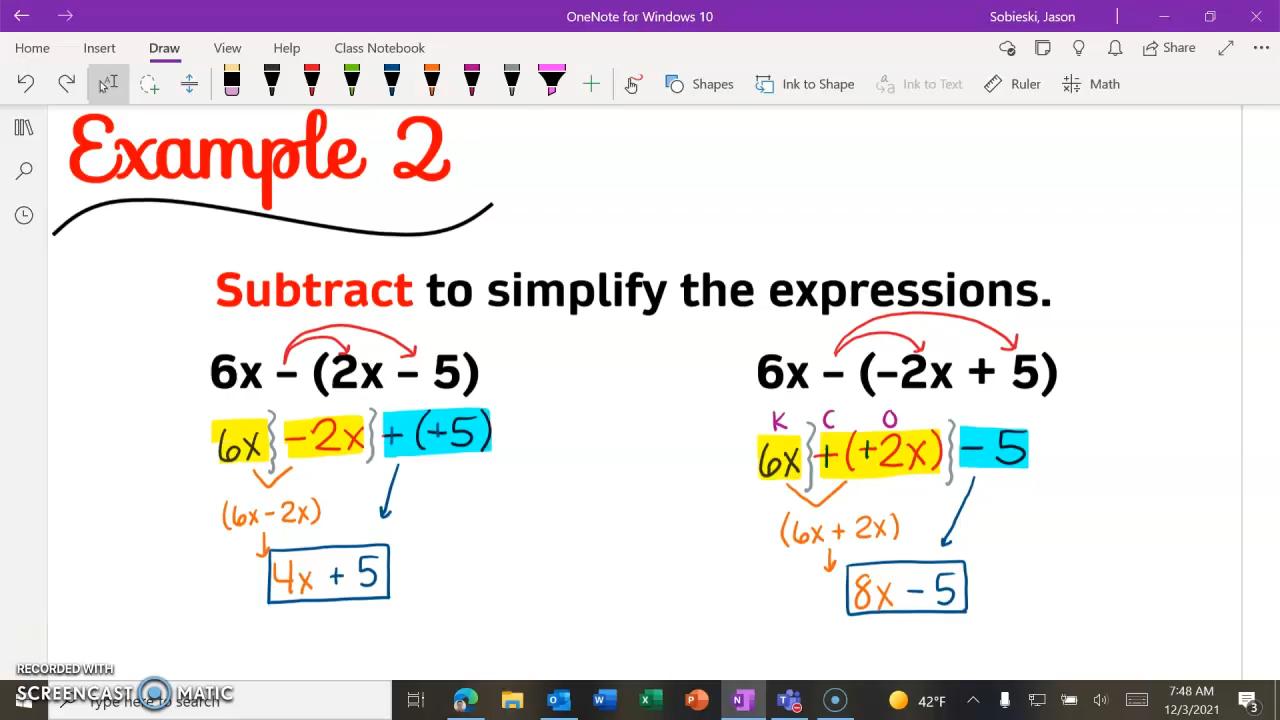 OneNote for Windows 10
Sobieski, Jason
Home Insert Draw View Help Class Notebook Share
Shapes Ink to Shape Ink to Text Ruler Math
Example 2
Subtract to simplify the expressions.
6x – (2x – 5)
6x } -2x } + (+5)
(6x - 2x)
4x + 5
6x – (–2x + 5)
K C O
6x } + (+2x) } - 5
(6x + 2x)
8x - 5
RECORDED WITH
SCREENCAST MATIC
Type here to search
42°F
7:48 AM
12/3/2021
3